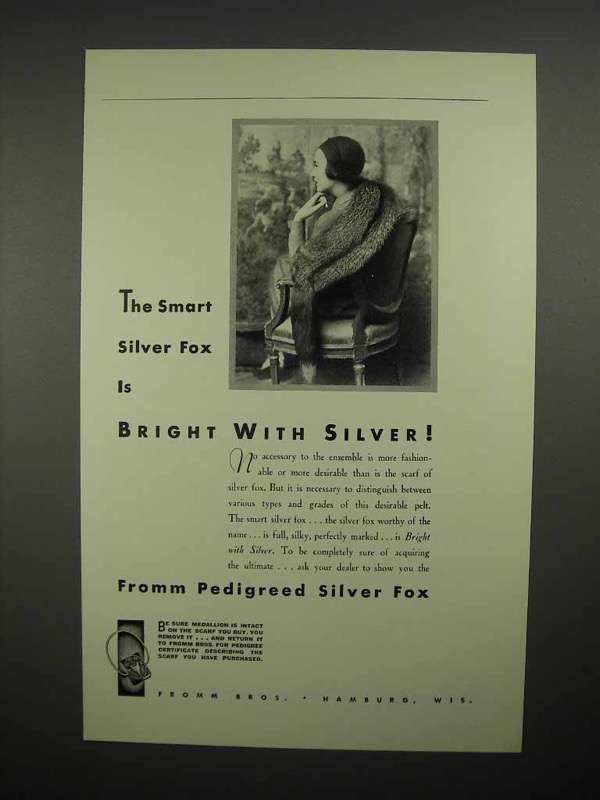 The Smart
Silver Fox
Is
BRIGHT WITH SILVER!
No accessory to the ensemble is more fashion-
able or more desirable than is the scarf of
silver fox. But it is necessary to distinguish between
various types and grades of this desirable pelt.
The smart silver fox . . . the silver fox worthy of the
name . . . is full, silky, perfectly marked . . . is Bright
with Silver. To be completely sure of acquiring
the ultimate . . . ask your dealer to show you the
Fromm Pedigreed Silver Fox
BE SURE MEDALLION IS INTACT
ON THE SCARF YOU BUY. YOU
REMOVE IT . . . AND RETURN IT
TO FROMM BROS. FOR PEDIGREE
CERTIFICATE DESCRIBING THE
SCARF YOU HAVE PURCHASED.
FROMM BROS. • HAMBURG, WIS.